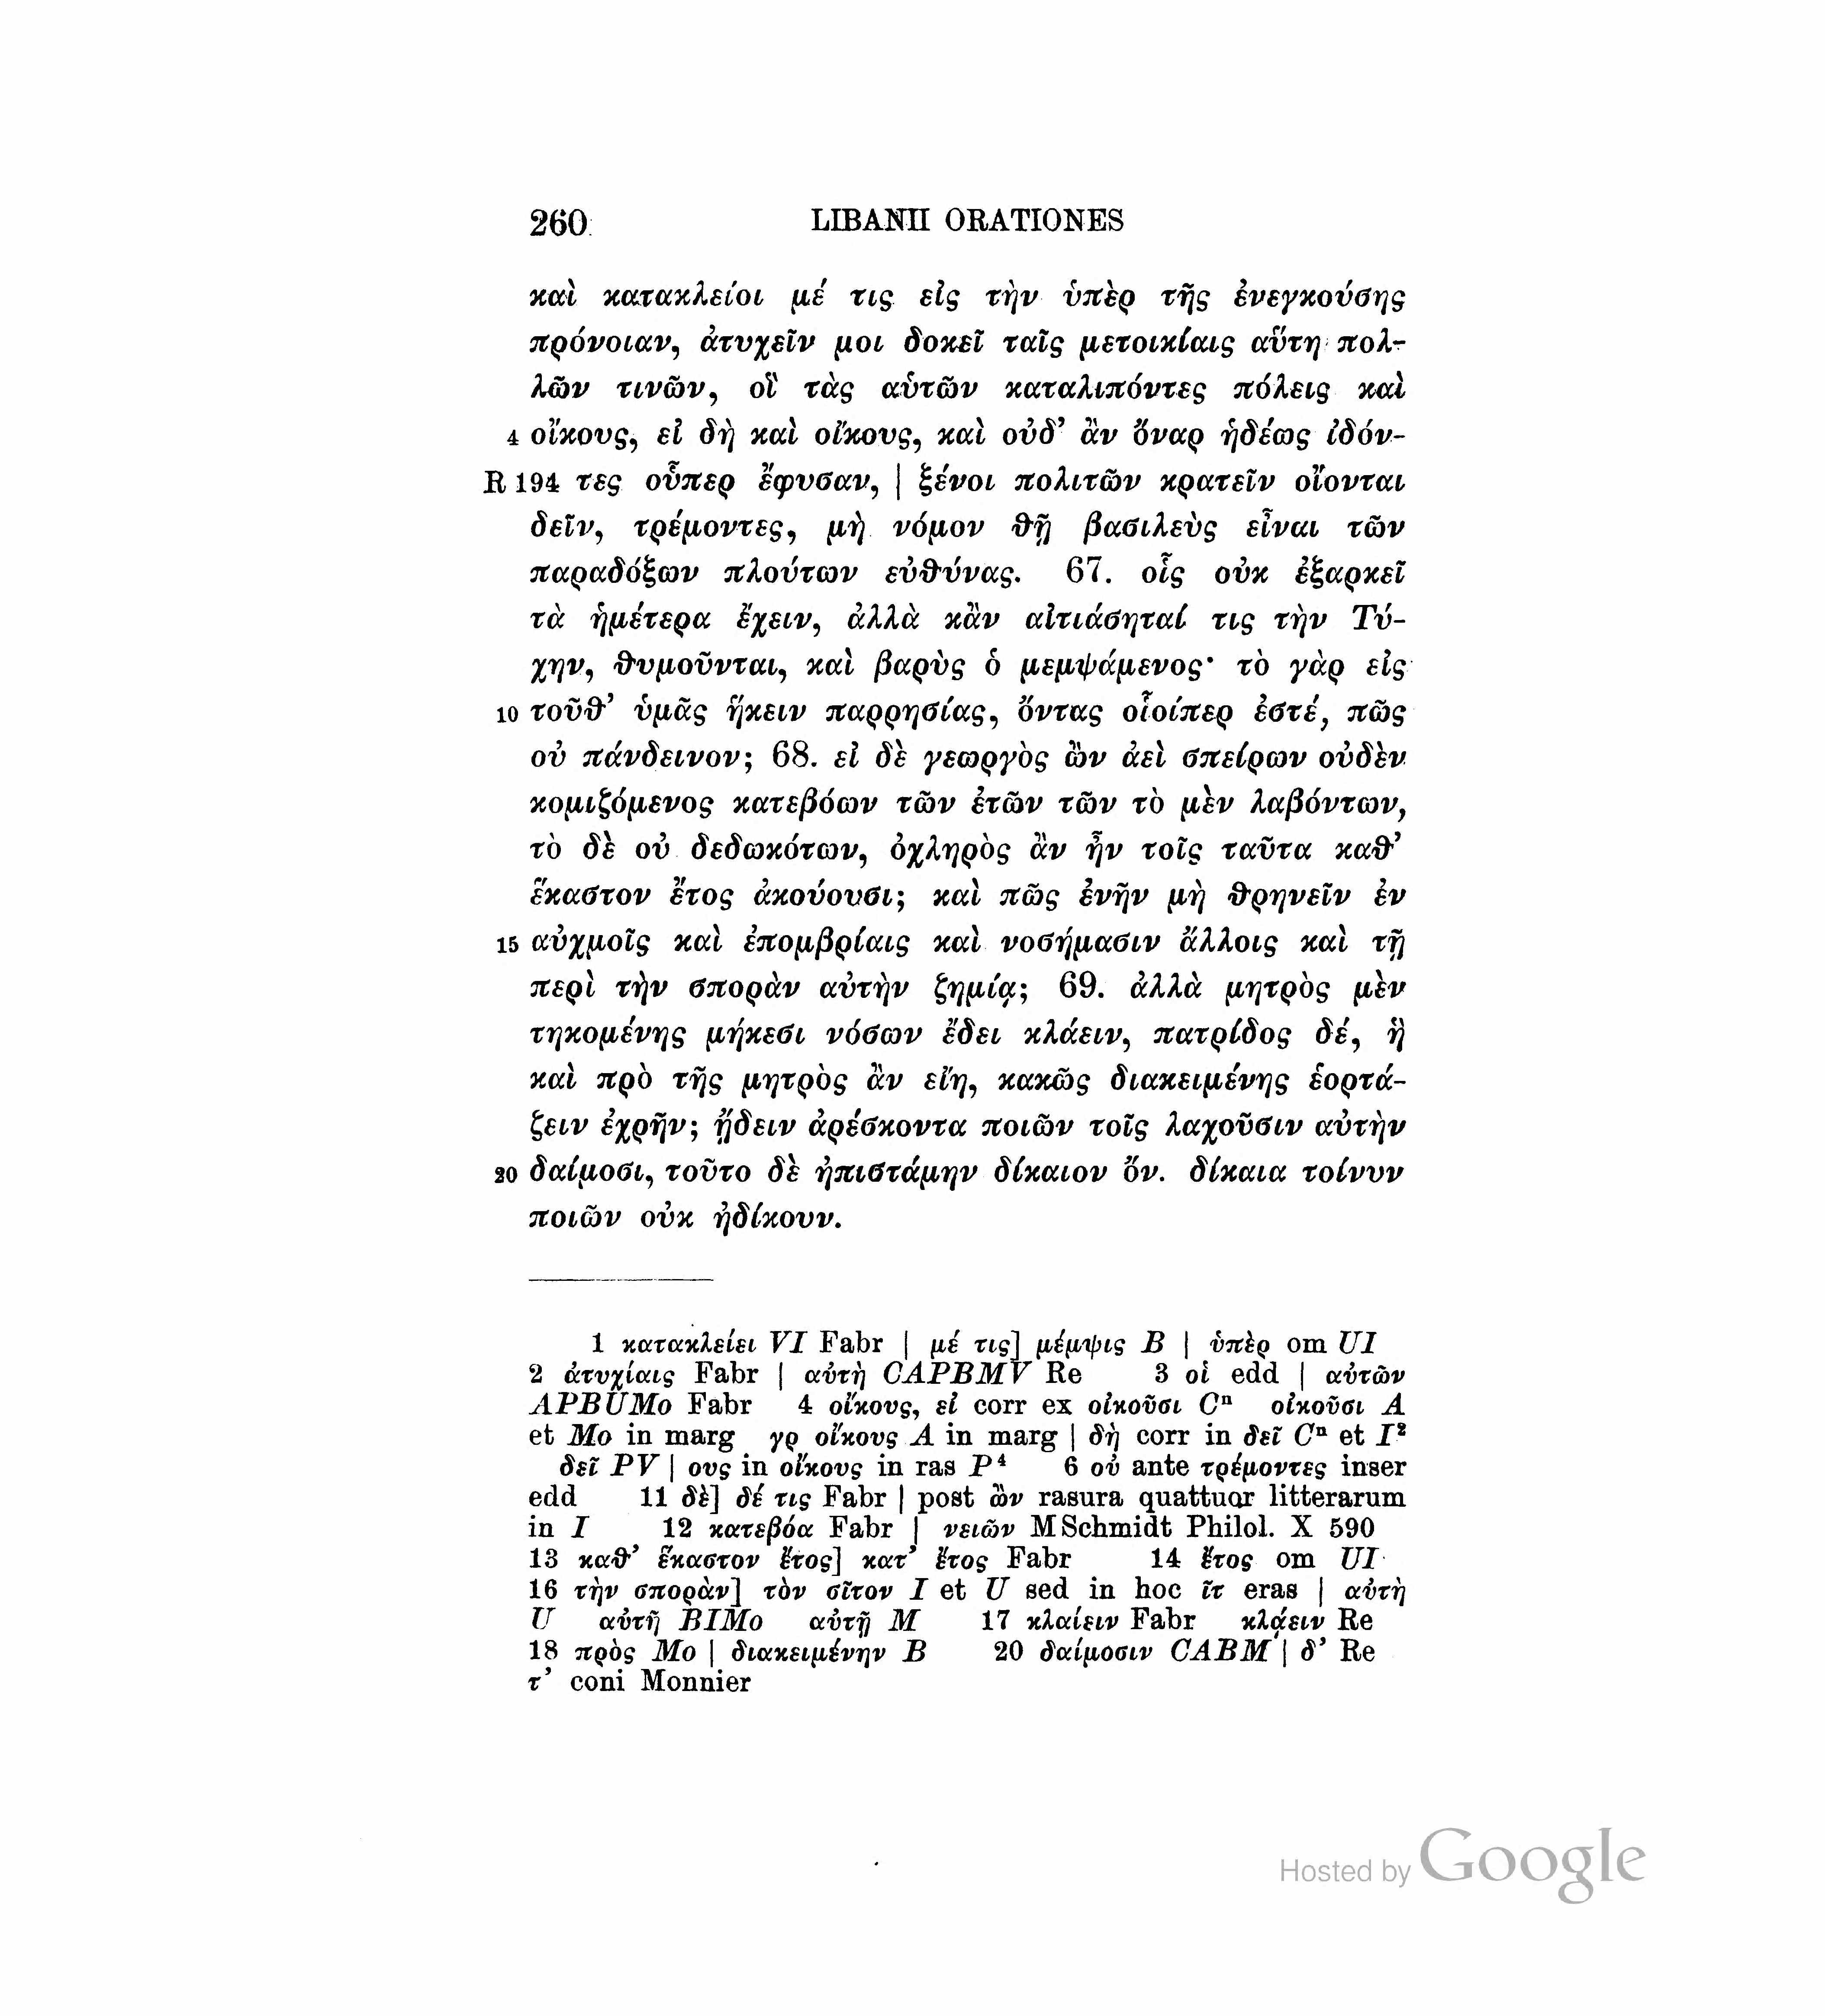 260 LIBANII ORATIONES
καὶ κατακλείοι μέ τις εἰς τὴν ὑπὲρ τῆς ἐνεγκούσης
πρόνοιαν, ἀτυχεῖν μοι δοκεῖ ταῖς μετοικίαις αὕτη πολ-
λῶν τινῶν, οἳ τὰς αὑτῶν καταλιπόντες πόλεις καὶ
4 οἴκους, εἰ δὴ καὶ οἴκους, καὶ οὐδ’ ἂν ὄναρ ἡδέως ἰδόν-
R 194 τες οὗπερ ἔφυσαν, | ξένοι πολιτῶν κρατεῖν οἴονται
δεῖν, τρέμοντες, μὴ νόμον θῇ βασιλεὺς εἶναι τῶν
παραδόξων πλούτων εὐθύνας. 67. οἷς οὐκ ἐξαρκεῖ
τὰ ἡμέτερα ἔχειν, ἀλλὰ κἂν αἰτιάσηταί τις τὴν Τύ-
χην, θυμοῦνται, καὶ βαρὺς ὁ μεμψάμενος· τὸ γὰρ εἰς
10 τοῦθ’ ὑμᾶς ἥκειν παρρησίας, ὄντας οἷοίπερ ἐστέ, πῶς
οὐ πάνδεινον; 68. εἰ δὲ γεωργὸς ὢν ἀεὶ σπείρων οὐδὲν
κομιζόμενος κατεβόων τῶν ἐτῶν τῶν τὸ μὲν λαβόντων,
τὸ δὲ οὐ δεδωκότων, ὀχληρὸς ἂν ἦν τοῖς ταῦτα καθ’
ἕκαστον ἔτος ἀκούουσι; καὶ πῶς ἐνῆν μὴ θρηνεῖν ἐν
15 αὐχμοῖς καὶ ἐπομβρίαις καὶ νοσήμασιν ἄλλοις καὶ τῇ
περὶ τὴν σπορὰν αὐτὴν ζημίᾳ; 69. ἀλλὰ μητρὸς μὲν
τηκομένης μήκεσι νόσων ἔδει κλάειν, πατρίδος δέ, ἣ
καὶ πρὸ τῆς μητρὸς ἂν εἴη, κακῶς διακειμένης ἑορτά-
ζειν ἐχρῆν; ᾔδειν ἀρέσκοντα ποιῶν τοῖς λαχοῦσιν αὐτὴν
20 δαίμοσι, τοῦτο δὲ ἠπιστάμην δίκαιον ὄν. δίκαια τοίνυν
ποιῶν οὐκ ἠδίκουν.
1 κατακλείει VI Fabr | μέ τις] μέμψις B | ὑπὲρ om UI
2 ἀτυχίαις Fabr | αὐτὴ CAPBMV Re 3 οἱ edd | αὐτῶν
APBUMo Fabr 4 οἴκους, εἰ corr ex οἰκοῦσι Cⁿ οἰκοῦσι A
et Mo in marg γρ οἴκους A in marg | δὴ corr in δεῖ Cⁿ et I²
δεῖ PV | ους in οἴκους in ras P⁴ 6 οὐ ante τρέμοντες inser
edd 11 δὲ] δέ τις Fabr | post ὢν rasura quattuor litterarum
in I 12 κατεβόα Fabr | νειῶν MSchmidt Philol. X 590
13 καθ’ ἕκαστον ἔτος] κατ’ ἔτος Fabr 14 ἔτος om UI
16 τὴν σπορὰν] τὸν σῖτον I et U sed in hoc ῖτ eras | αὐτὴ
U αὐτῆ BIMo αὐτῇ M 17 κλαίειν Fabr κλᾴειν Re
18 πρὸς Mo | διακειμένην B 20 δαίμοσιν CABM | δ’ Re
τ’ coni Monnier
Hosted by Google